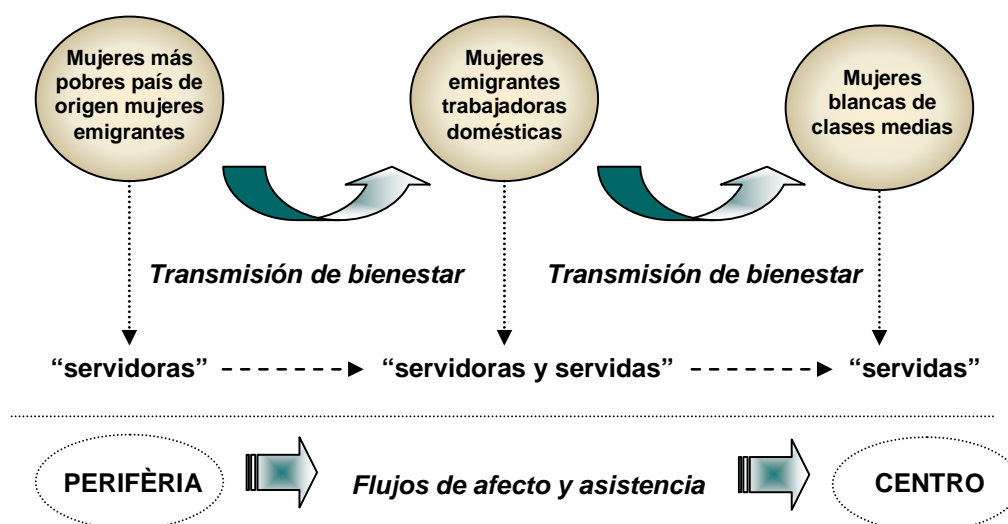 Mujeres más
pobres país de
origen mujeres
emigrantes
Mujeres
emigrantes
trabajadoras
domésticas
Mujeres
blancas de
clases medias
Transmisión de bienestar
Transmisión de bienestar
“servidoras”
“servidoras y servidas”
“servidas”
PERIFÈRIA
Flujos de afecto y asistencia
CENTRO